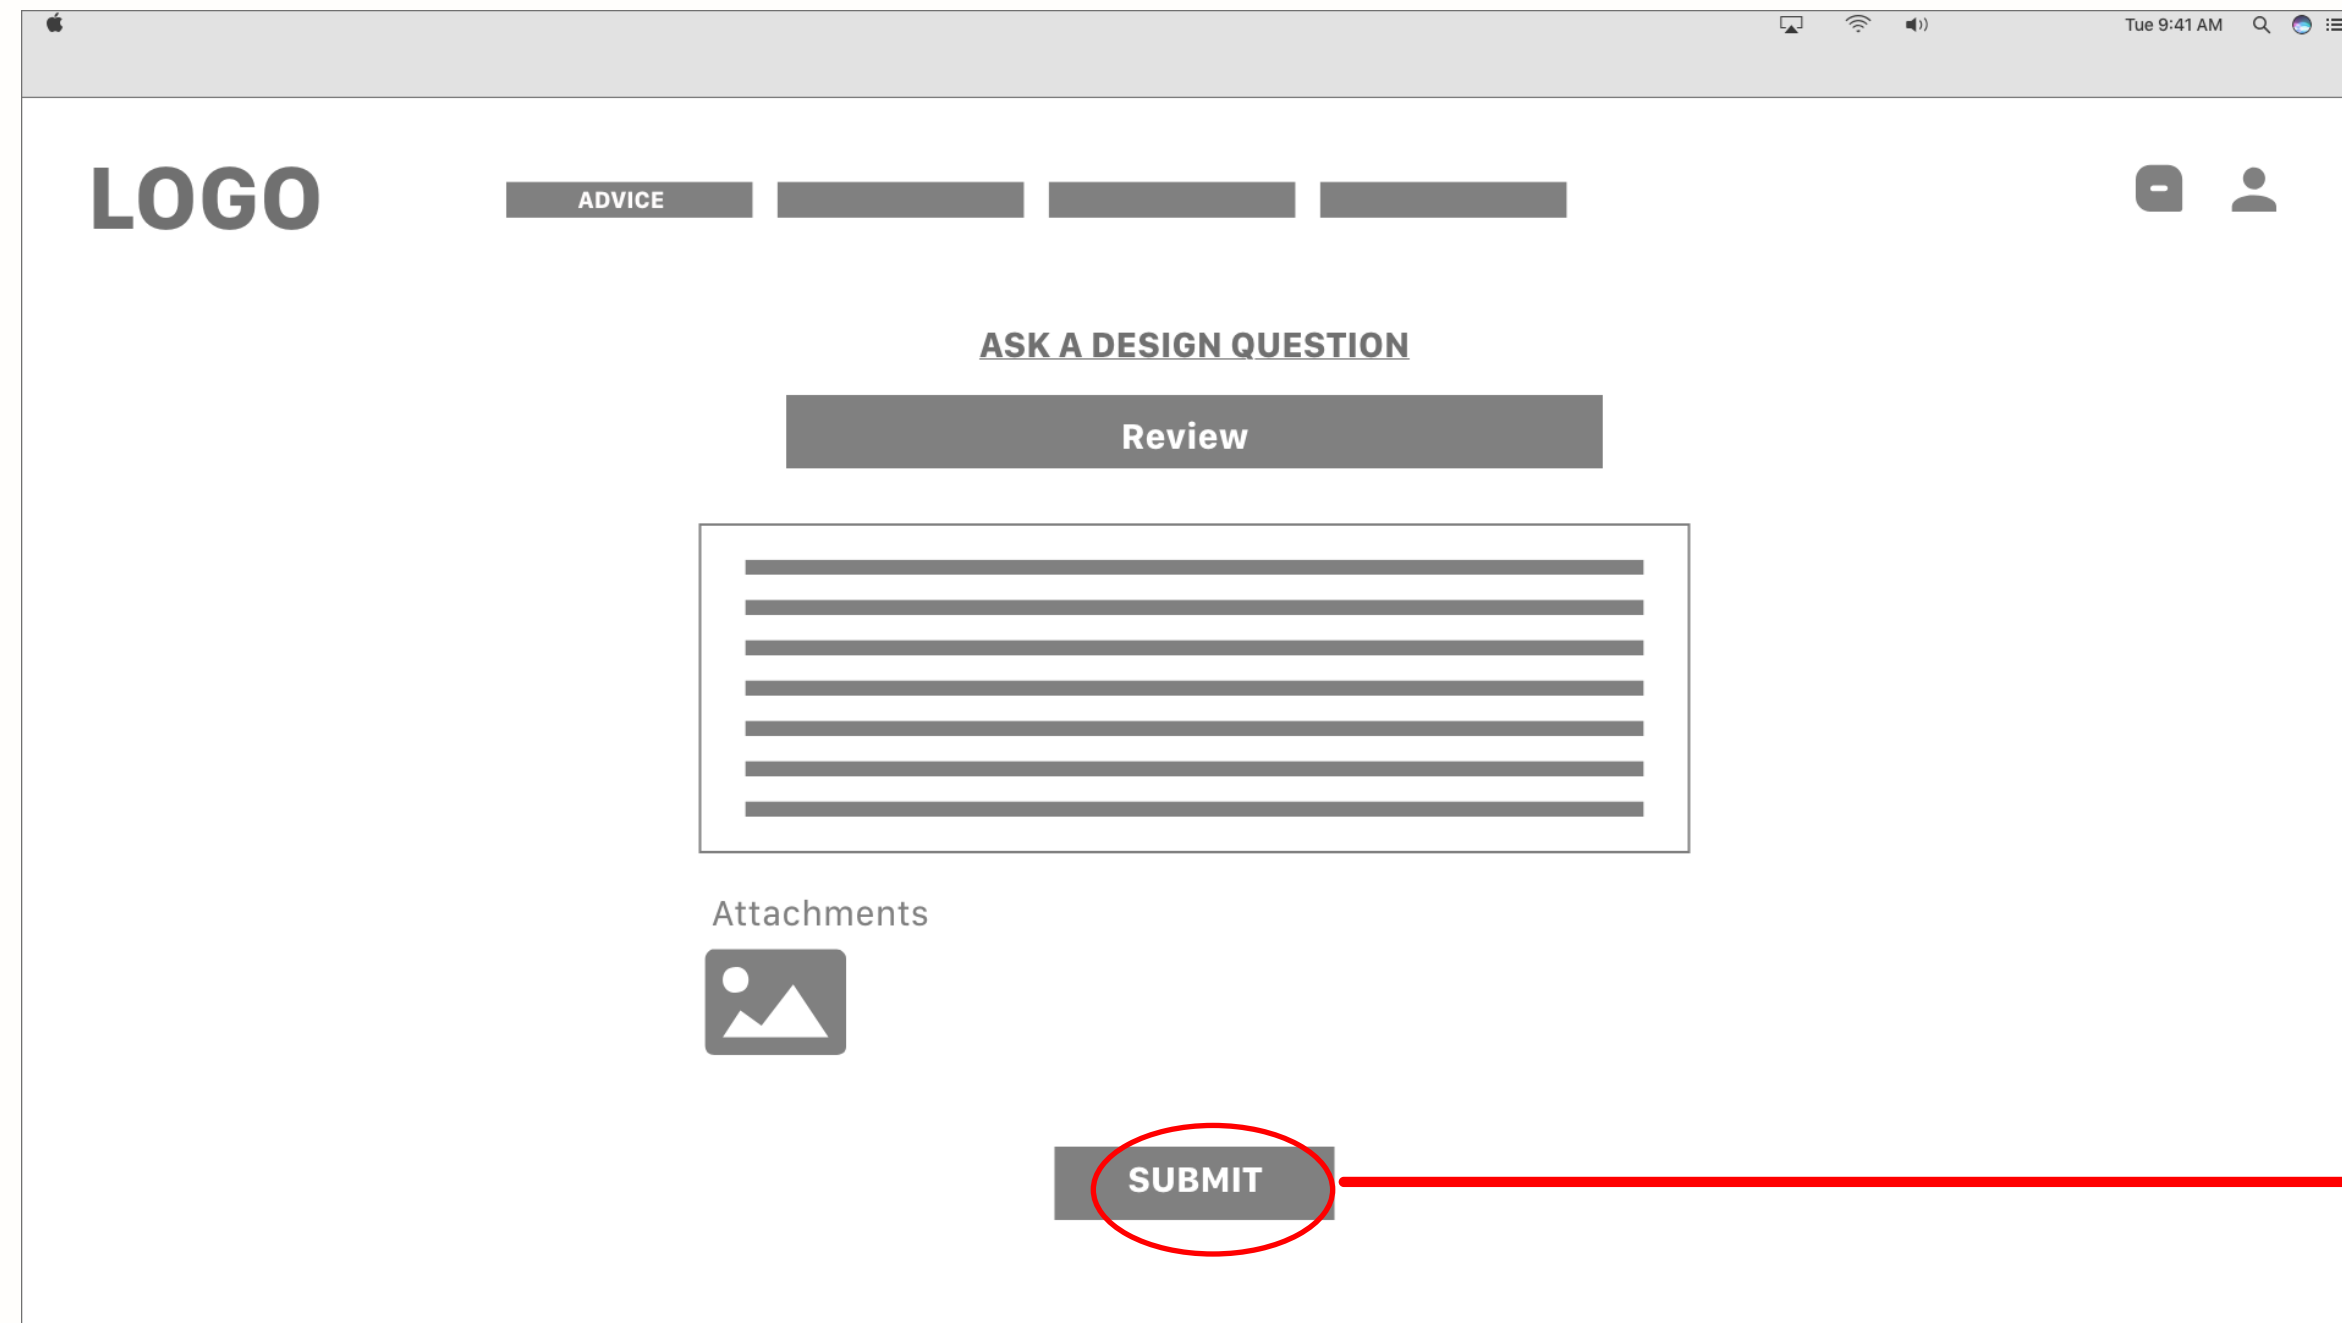 Tue 9:41 AM
LOGO
ADVICE
ASK A DESIGN QUESTION
Review
Attachments
SUBMIT